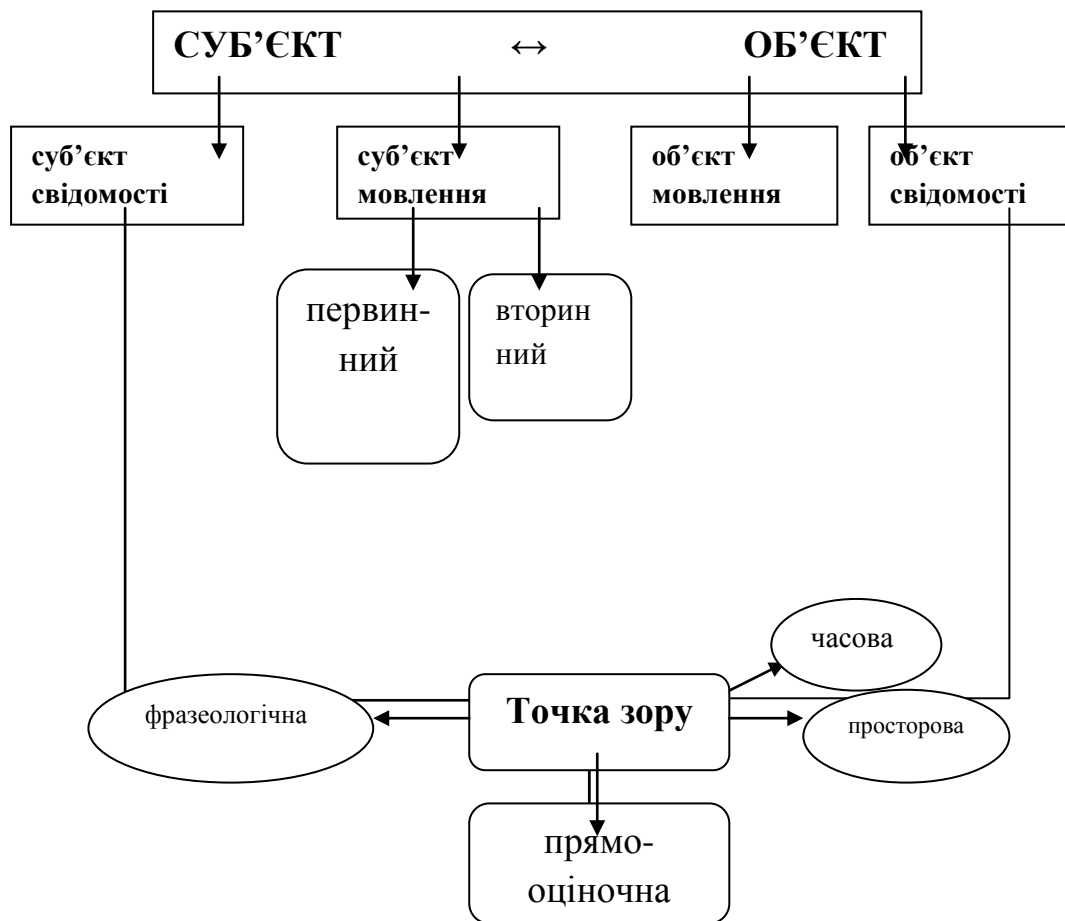 СУБ’ЄКТ ↔ ОБ’ЄКТ
суб’єкт
свідомості
суб’єкт
мовлення
об’єкт
мовлення
об’єкт
свідомості
первин-
ний
вторин
ний
часова
фразеологічна
Точка зору
просторова
прямо-
оціночна